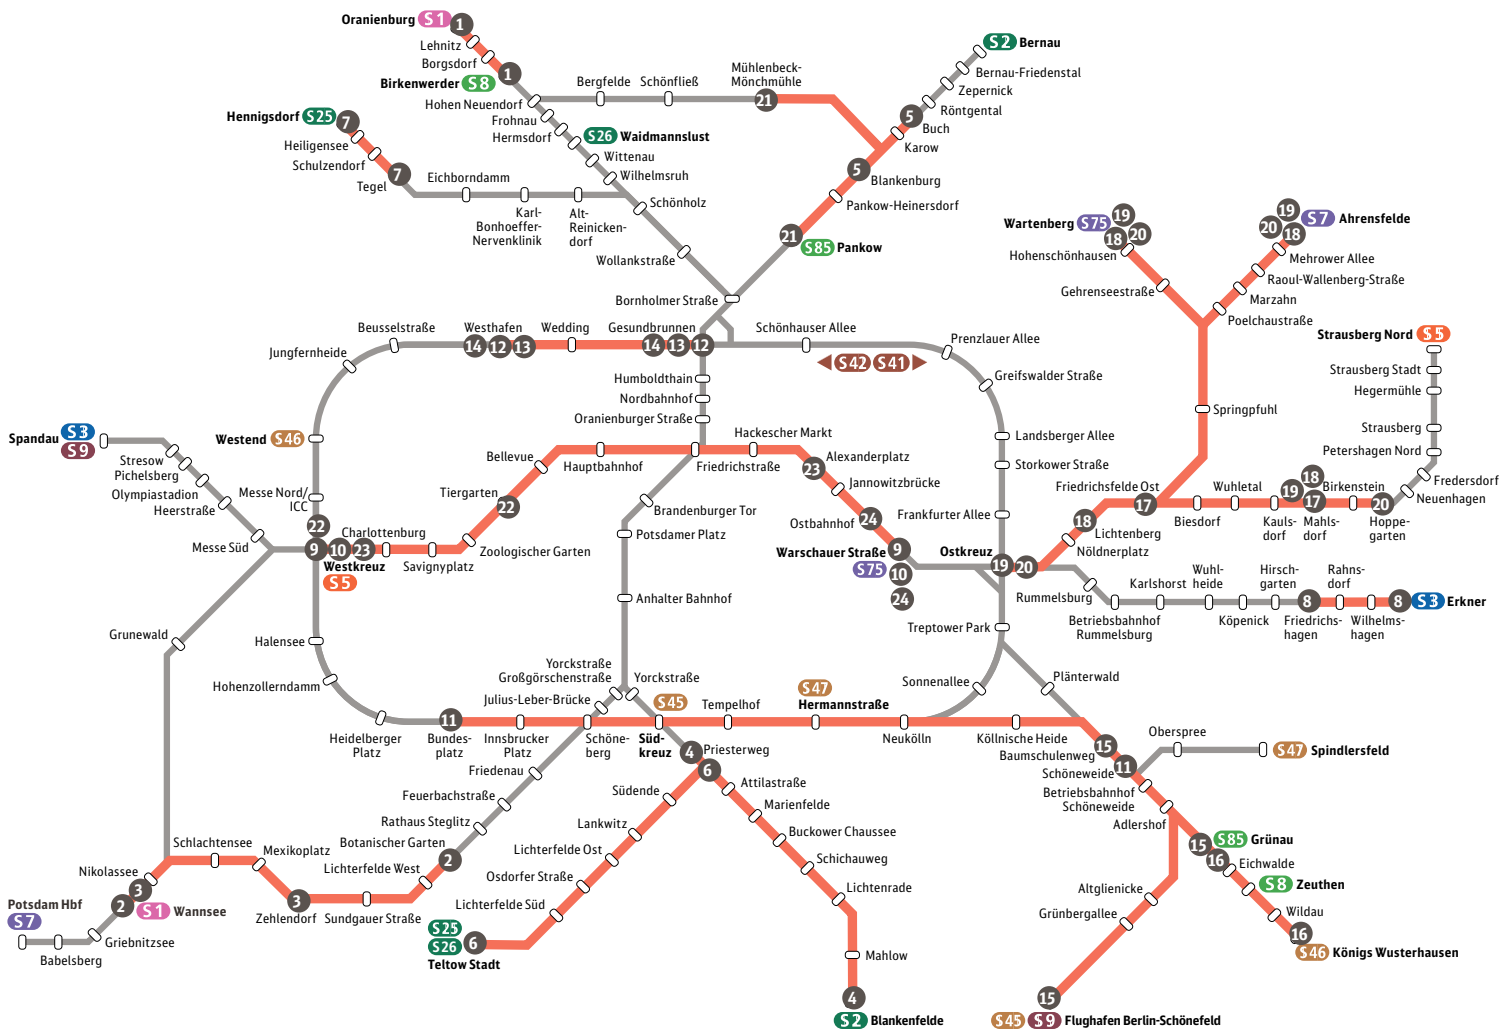 Oranienburg S1 1
Lehnitz
Borgsdorf
Birkenwerder S8 1
Hohen Neuendorf
Bergfelde
Schönfließ
Mühlenbeck-
Mönchmühle
21
Frohnau
Hermsdorf
S26 Waidmannslust
Wittenau
Wilhelmsruh
Schönholz
Wollankstraße
Bornholmer Straße
Hennigsdorf S25 7
Heiligensee
Schulzendorf
Tegel 7
Eichborndamm
Karl-
Bonhoeffer-
Nervenklinik
Alt-
Reinicken-
dorf
S2 Bernau
Bernau-Friedenstal
Zepernick
Röntgental
5 Buch
Karow
5 Blankenburg
Pankow-Heinersdorf
21
S85 Pankow
Wartenberg S75 19
18 20
Hohenschönhausen
Gehrenseestraße
19
20 18
S7 Ahrensfelde
Mehrower Allee
Raoul-Wallenberg-Straße
Marzahn
Poelchaustraße
Springpfuhl
Strausberg Nord S5
Strausberg Stadt
Hegermühle
Strausberg
Petershagen Nord
Fredersdorf
Neuenhagen
Beusselstraße
Westhafen
14 12 13
Wedding
Gesundbrunnen
14 13 12
Schönhauser Allee
S42 S41
Prenzlauer Allee
Greifswalder Straße
Landsberger Allee
Storkower Straße
Frankfurter Allee
Jungfernheide
Westend S46
Messe Nord/
ICC
Humboldthain
Nordbahnhof
Oranienburger Straße
Spandau S3
S9
Stresow
Pichelsberg
Olympiastadion
Heerstraße
Messe Süd
22
9 10 23
Charlottenburg
Westkreuz
S5
Savignyplatz
Zoologischer Garten
Tiergarten
22
Bellevue
Hauptbahnhof
Friedrichstraße
Hackescher Markt
Alexanderplatz
23
Jannowitzbrücke
Ostbahnhof 24
Warschauer Straße 9
S75 10
24
Ostkreuz
19 20
Nöldnerplatz
Lichtenberg
18
Friedrichsfelde Ost
17
Biesdorf
Wuhletal
Kauls-
dorf
19 18
17
Mahls-
dorf
Birkenstein
20
Hoppe-
garten
Rummelsburg
Betriebsbahnhof
Rummelsburg
Karlshorst
Wuhl-
heide
Köpenick
Hirsch-
garten
8
Friedrichs-
hagen
Rahns-
dorf
Wilhelms-
hagen
8 S3 Erkner
Brandenburger Tor
Potsdamer Platz
Anhalter Bahnhof
Yorckstraße
Großgörschenstraße
Yorckstraße
Julius-Leber-Brücke
Treptower Park
Sonnenallee
Plänterwald
Grunewald
Halensee
Hohenzollerndamm
Heidelberger
Platz
11
Bundes-
platz
Innsbrucker
Platz
Schöne-
berg
S45
Süd-
kreuz
Tempelhof
S47
Hermannstraße
Neukölln
Köllnische Heide
Baumschulenweg 15
Schöneweide 11
Oberspree
S47 Spindlersfeld
Betriebsbahnhof
Schöneweide
Adlershof
15 S85 Grünau
16
Eichwalde
S8 Zeuthen
Wildau
16
S46 Königs Wusterhausen
Altglienicke
Grünbergallee
15
S45 S9 Flughafen Berlin-Schönefeld
4 Priesterweg
6
Attilastraße
Marienfelde
Buckower Chaussee
Schichauweg
Lichtenrade
Mahlow
4
S2 Blankenfelde
Südende
Lankwitz
Lichterfelde Ost
Osdorfer Straße
Lichterfelde Süd
S25
S26 6
Teltow Stadt
Friedenau
Feuerbachstraße
Rathaus Steglitz
Botanischer Garten
2
Lichterfelde West
Sundgauer Straße
3
Zehlendorf
Mexikoplatz
Schlachtensee
Nikolassee
3
2 S1 Wannsee
Potsdam Hbf
S7
Griebnitzsee
Babelsberg